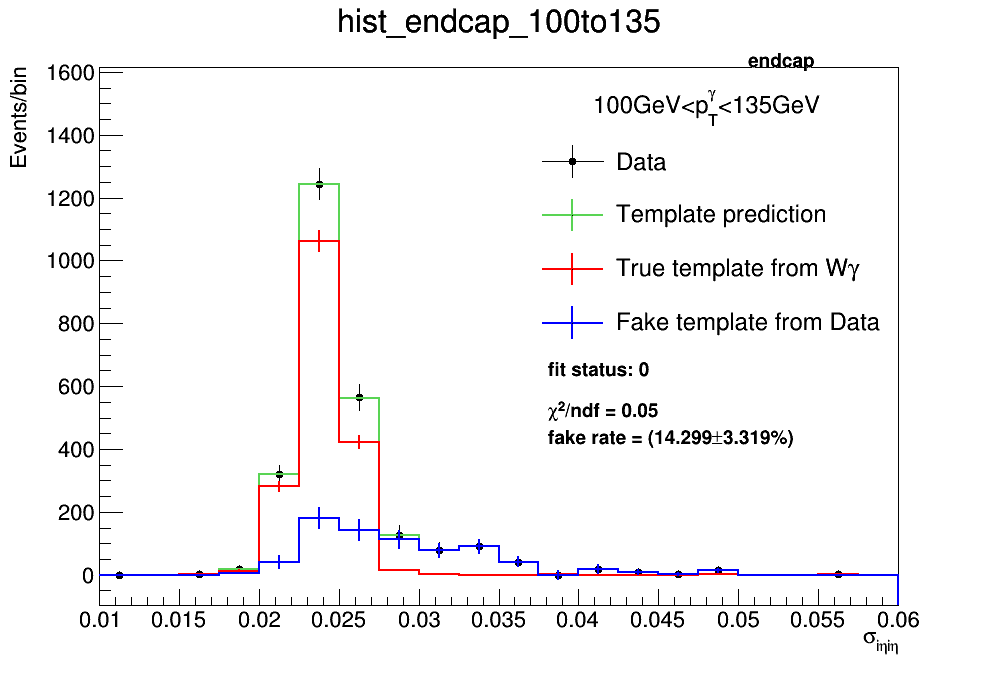 hist_endcap_100to135
endcap
Events/bin
100GeV<p_T^γ<135GeV
Data
Template prediction
True template from Wγ
Fake template from Data
fit status: 0
χ²/ndf = 0.05
fake rate = (14.299±3.319%)
1600
1400
1200
1000
800
600
400
200
0
0.01 0.015 0.02 0.025 0.03 0.035 0.04 0.045 0.05 0.055 0.06
σ_iηiη